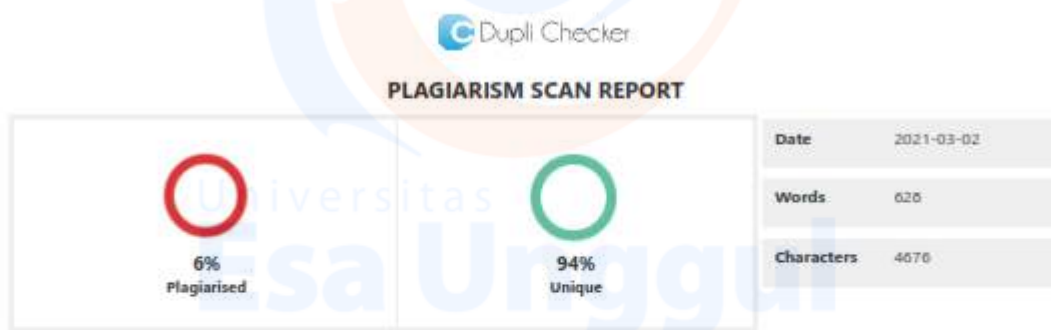 Dupli Checker
PLAGIARISM SCAN REPORT
6%
Plagiarised
94%
Unique
Date 2021-03-02
Words 628
Characters 4676
Universitas
Esa Unggul